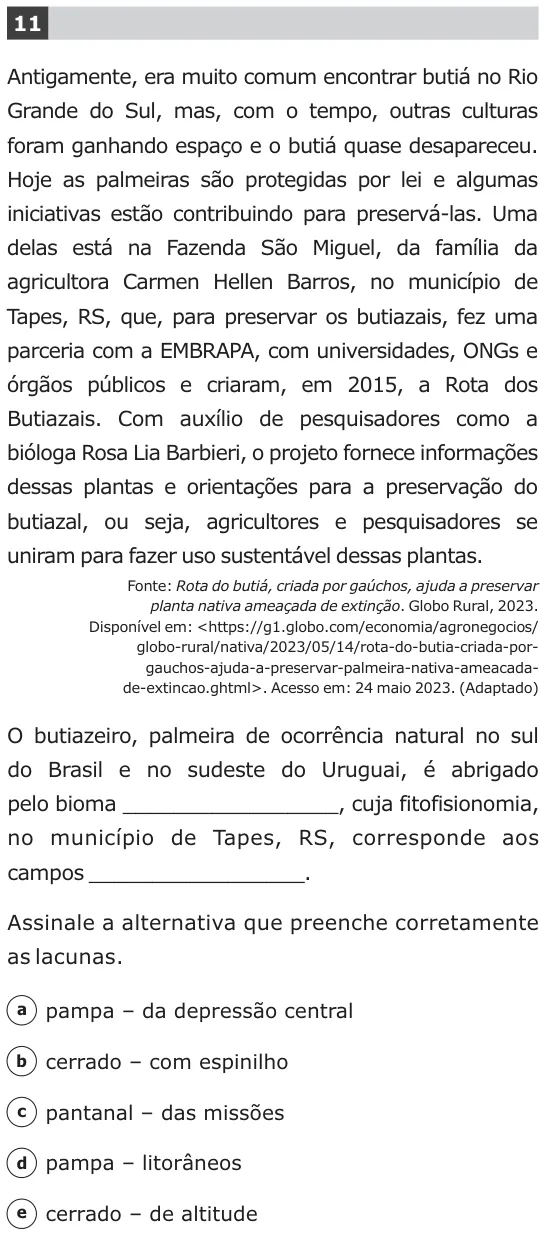 11
Antigamente, era muito comum encontrar butiá no Rio
Grande do Sul, mas, com o tempo, outras culturas
foram ganhando espaço e o butiá quase desapareceu.
Hoje as palmeiras são protegidas por lei e algumas
iniciativas estão contribuindo para preservá-las. Uma
delas está na Fazenda São Miguel, da família da
agricultora Carmen Hellen Barros, no município de
Tapes, RS, que, para preservar os butiazais, fez uma
parceria com a EMBRAPA, com universidades, ONGs e
órgãos públicos e criaram, em 2015, a Rota dos
Butiazais. Com auxílio de pesquisadores como a
bióloga Rosa Lia Barbieri, o projeto fornece informações
dessas plantas e orientações para a preservação do
butiazal, ou seja, agricultores e pesquisadores se
uniram para fazer uso sustentável dessas plantas.
Fonte: Rota do butiá, criada por gaúchos, ajuda a preservar
planta nativa ameaçada de extinção. Globo Rural, 2023.
Disponível em: <https://g1.globo.com/economia/agronegocios/
globo-rural/nativa/2023/05/14/rota-do-butia-criada-por-
gauchos-ajuda-a-preservar-palmeira-nativa-ameacada-
de-extincao.ghtml>. Acesso em: 24 maio 2023. (Adaptado)
O butiazeiro, palmeira de ocorrência natural no sul
do Brasil e no sudeste do Uruguai, é abrigado
pelo bioma ____________________, cuja fitofisionomia,
no município de Tapes, RS, corresponde aos
campos ____________________.
Assinale a alternativa que preenche corretamente
as lacunas.
a pampa – da depressão central
b cerrado – com espinilho
c pantanal – das missões
d pampa – litorâneos
e cerrado – de altitude